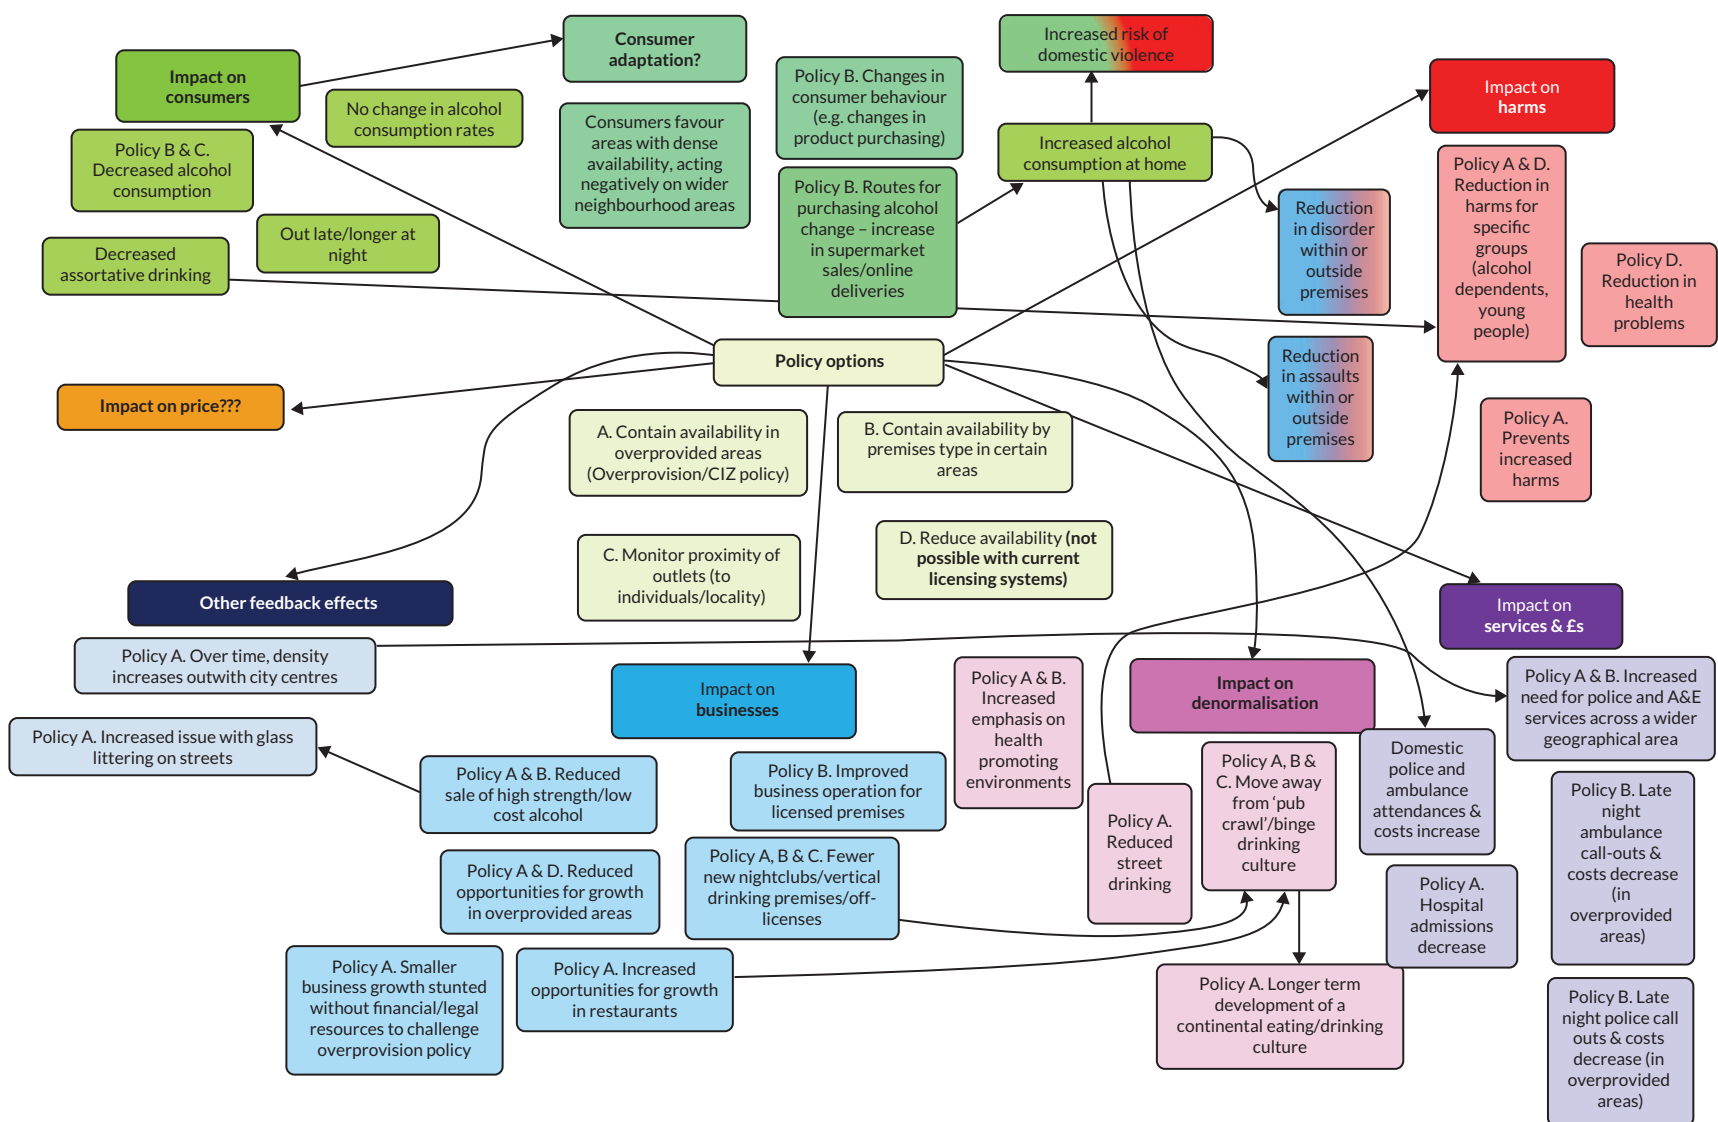 Impact on
consumers
Consumer
adaptation?
No change in alcohol
consumption rates
Policy B & C.
Decreased alcohol
consumption
Out late/longer at
night
Decreased
assortative drinking
Consumers favour
areas with dense
availability, acting
negatively on wider
neighbourhood areas
Policy B. Changes in
consumer behaviour
(e.g. changes in
product purchasing)
Policy B. Routes for
purchasing alcohol
change – increase
in supermarket
sales/online
deliveries
Increased risk of
domestic violence
Increased alcohol
consumption at home
Reduction
in disorder
within or
outside
premises
Reduction
in assaults
within or
outside
premises
Impact on
harms
Policy A & D.
Reduction in
harms for
specific
groups
(alcohol
dependents,
young
people)
Policy D.
Reduction in
health
problems
Policy A.
Prevents
increased
harms
Policy options
Impact on price???
A. Contain availability in
overprovided areas
(Overprovision/CIZ policy)
B. Contain availability by
premises type in certain
areas
C. Monitor proximity of
outlets (to
individuals/locality)
D. Reduce availability (not
possible with current
licensing systems)
Other feedback effects
Policy A. Over time, density
increases outwith city centres
Policy A. Increased issue with glass
littering on streets
Impact on
businesses
Policy A & B. Reduced
sale of high strength/low
cost alcohol
Policy B. Improved
business operation for
licensed premises
Policy A & D. Reduced
opportunities for growth
in overprovided areas
Policy A, B & C. Fewer
new nightclubs/vertical
drinking premises/off-
licenses
Policy A. Smaller
business growth stunted
without financial/legal
resources to challenge
overprovision policy
Policy A. Increased
opportunities for growth
in restaurants
Policy A & B.
Increased
emphasis on
health
promoting
environments
Impact on
denormalisation
Policy A.
Reduced
street
drinking
Policy A, B &
C. Move away
from ‘pub
crawl’/binge
drinking
culture
Policy A. Longer term
development of a
continental eating/drinking
culture
Impact on
services & £s
Policy A & B. Increased
need for police and A&E
services across a wider
geographical area
Domestic
police and
ambulance
attendances &
costs increase
Policy A.
Hospital
admissions
decrease
Policy B. Late
night
ambulance
call-outs &
costs decrease
(in
overprovided
areas)
Policy B. Late
night police call
outs & costs
decrease (in
overprovided
areas)